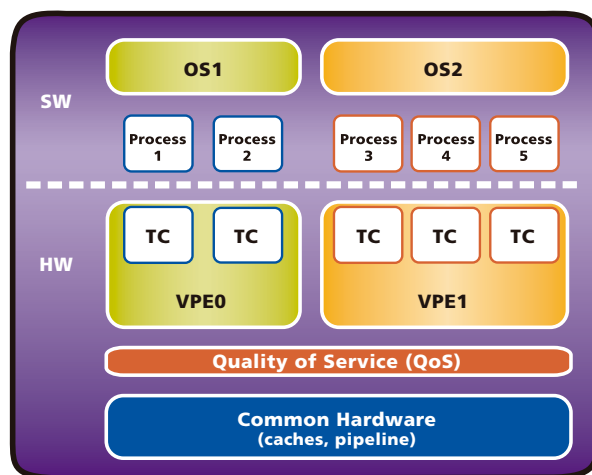 OS1
OS2
SW
Process
1
Process
2
Process
3
Process
4
Process
5
TC
TC
TC
TC
TC
HW
VPE0
VPE1
Quality of Service (QoS)
Common Hardware
(caches, pipeline)